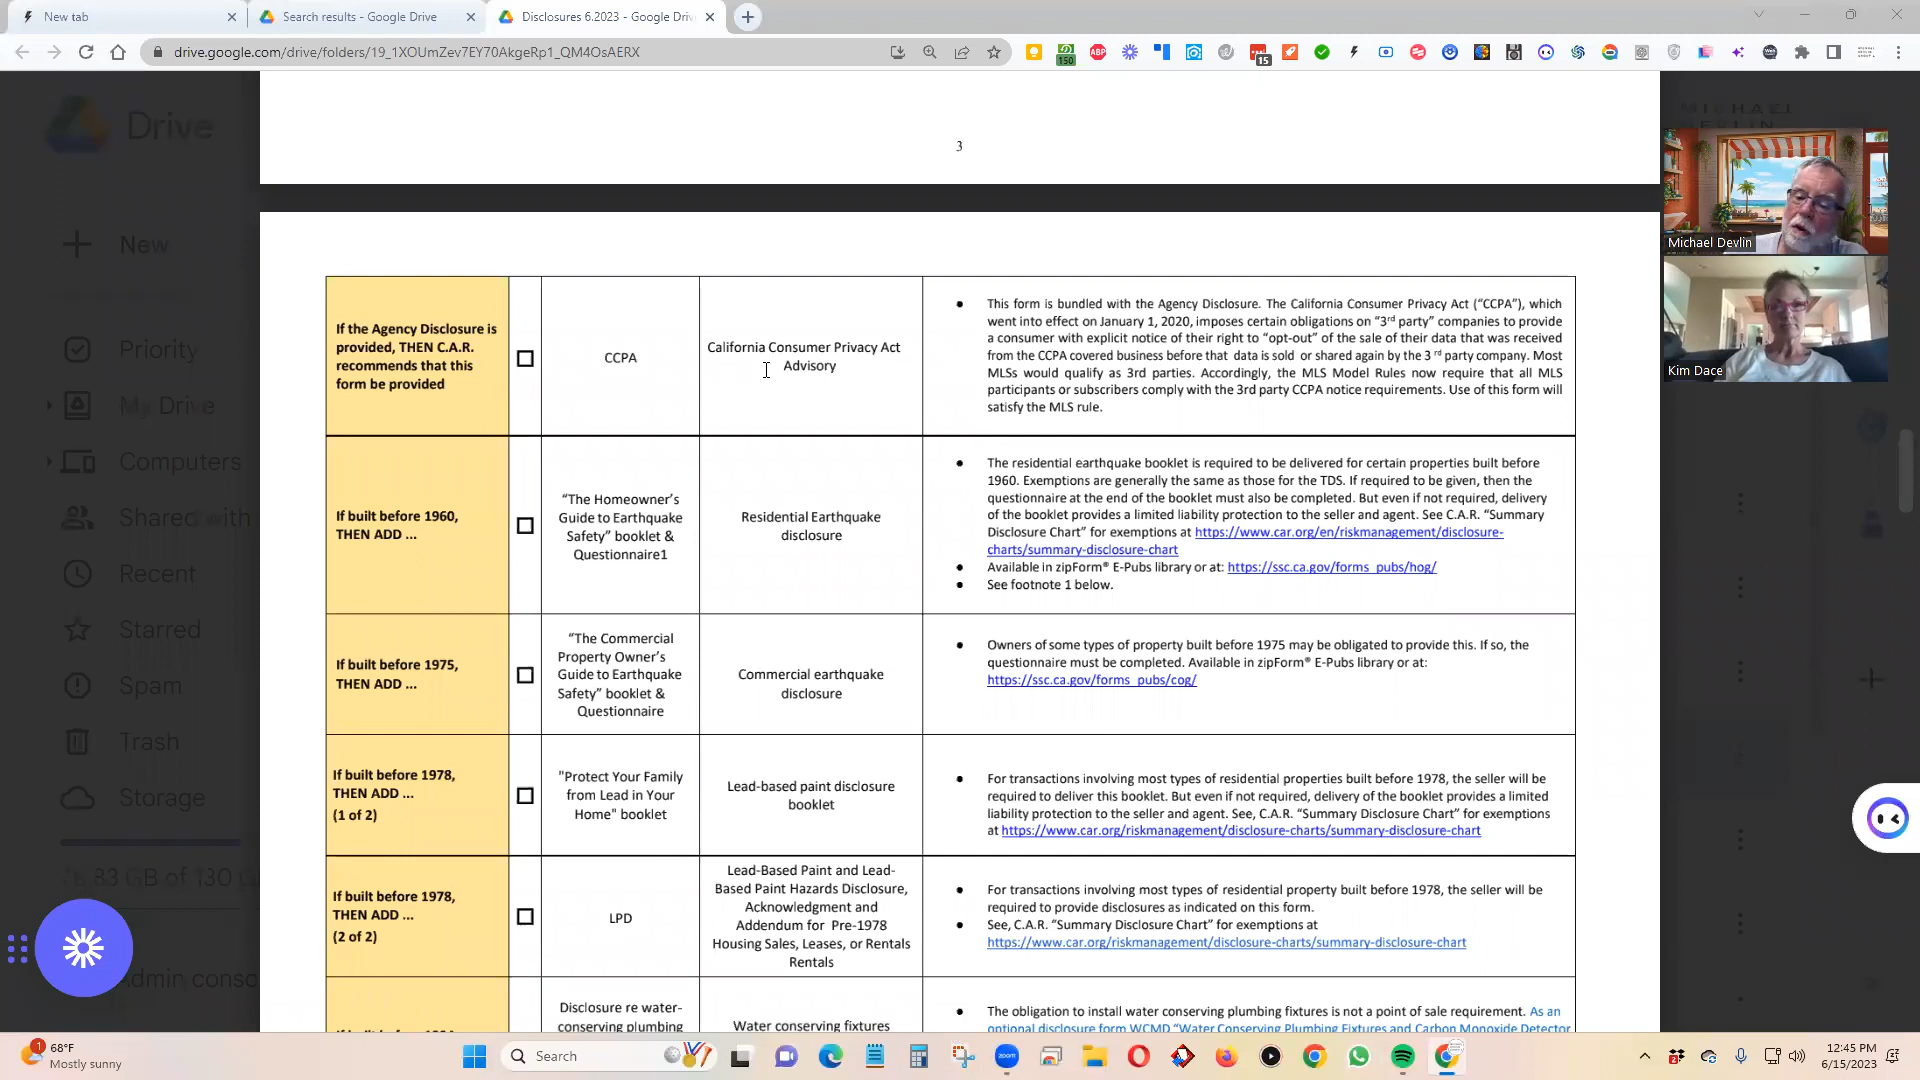 New tab
Search results - Google Drive
Disclosures 6.2023 - Google Dri
drive.google.com/drive/folders/19_1XOUmZev7EY70AkgeRp1_QM4OsAERX
150
ABP
15
Drive
New
Priority
My Drive
Computers
Shared with
Recent
Starred
Spam
Trash
Storage
83 GB of 130 G
Admin conso
3
If the Agency Disclosure is
provided, THEN C.A.R.
recommends that this
form be provided
CCPA
California Consumer Privacy Act
Advisory
● This form is bundled with the Agency Disclosure. The California Consumer Privacy Act (“CCPA”), which
went into effect on January 1, 2020, imposes certain obligations on “3rd party” companies to provide
a consumer with explicit notice of their right to “opt-out” of the sale of their data that was received
from the CCPA covered business before that data is sold or shared again by the 3 rd party company. Most
MLSs would qualify as 3rd parties. Accordingly, the MLS Model Rules now require that all MLS
participants or subscribers comply with the 3rd party CCPA notice requirements. Use of this form will
satisfy the MLS rule.
If built before 1960,
THEN ADD ...
“The Homeowner’s
Guide to Earthquake
Safety” booklet &
Questionnaire1
Residential Earthquake
disclosure
● The residential earthquake booklet is required to be delivered for certain properties built before
1960. Exemptions are generally the same as those for the TDS. If required to be given, then the
questionnaire at the end of the booklet must also be completed. But even if not required, delivery
of the booklet provides a limited liability protection to the seller and agent. See C.A.R. “Summary
Disclosure Chart” for exemptions at https://www.car.org/en/riskmanagement/disclosure-
charts/summary-disclosure-chart
● Available in zipForm® E-Pubs library or at: https://ssc.ca.gov/forms_pubs/hog/
● See footnote 1 below.
If built before 1975,
THEN ADD ...
“The Commercial
Property Owner’s
Guide to Earthquake
Safety” booklet &
Questionnaire
Commercial earthquake
disclosure
● Owners of some types of property built before 1975 may be obligated to provide this. If so, the
questionnaire must be completed. Available in zipForm® E-Pubs library or at:
https://ssc.ca.gov/forms_pubs/cog/
If built before 1978,
THEN ADD ...
(1 of 2)
"Protect Your Family
from Lead in Your
Home" booklet
Lead-based paint disclosure
booklet
● For transactions involving most types of residential properties built before 1978, the seller will be
required to deliver this booklet. But even if not required, delivery of the booklet provides a limited
liability protection to the seller and agent. See, C.A.R. “Summary Disclosure Chart” for exemptions
at https://www.car.org/riskmanagement/disclosure-charts/summary-disclosure-chart
If built before 1978,
THEN ADD ...
(2 of 2)
LPD
Lead-Based Paint and Lead-
Based Paint Hazards Disclosure,
Acknowledgment and
Addendum for Pre-1978
Housing Sales, Leases, or Rentals
Rentals
● For transactions involving most types of residential property built before 1978, the seller will be
required to provide disclosures as indicated on this form.
● See, C.A.R. “Summary Disclosure Chart” for exemptions at
https://www.car.org/riskmanagement/disclosure-charts/summary-disclosure-chart
Disclosure re water-
conserving plumbing
Water conserving fixtures
● The obligation to install water conserving plumbing fixtures is not a point of sale requirement. As an
optional disclosure form WCMD “Water Conserving Plumbing Fixtures and Carbon Monoxide Detector
Michael Devlin
Kim Dace
1
68°F
Mostly sunny
Search
zoom
12:45 PM
6/15/2023